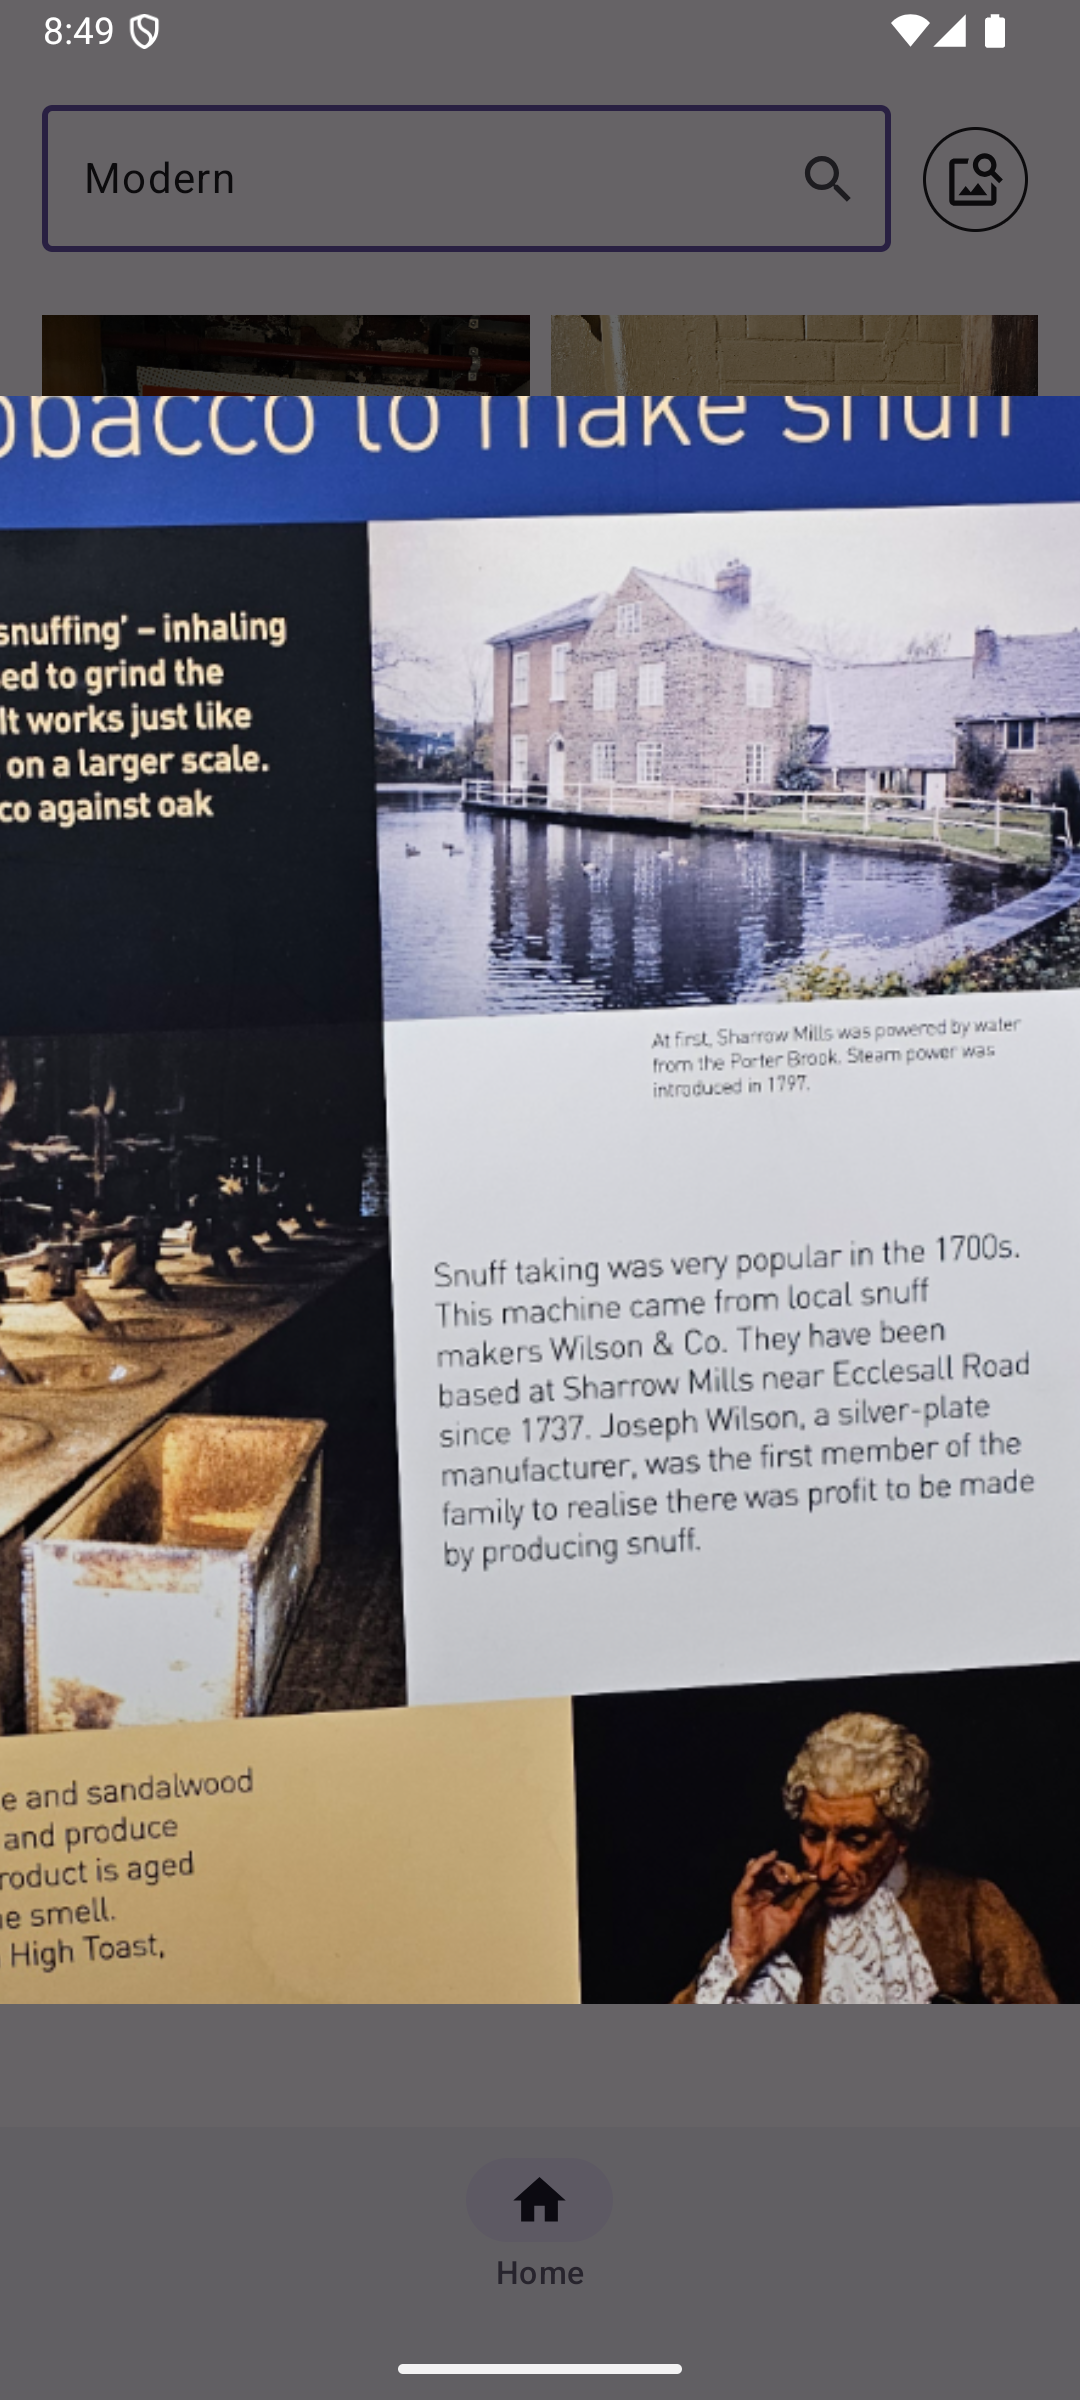 8:49
Modern
obacco to make snuff
snuffing’ – inhaling
ed to grind the
It works just like
on a larger scale.
co against oak
At first, Sharrow Mills was powered by water
from the Porter Brook. Steam power was
introduced in 1797.
Snuff taking was very popular in the 1700s.
This machine came from local snuff
makers Wilson & Co. They have been
based at Sharrow Mills near Ecclesall Road
since 1737. Joseph Wilson, a silver-plate
manufacturer, was the first member of the
family to realise there was profit to be made
by producing snuff.
e and sandalwood
and produce
roduct is aged
e smell.
High Toast,
Home